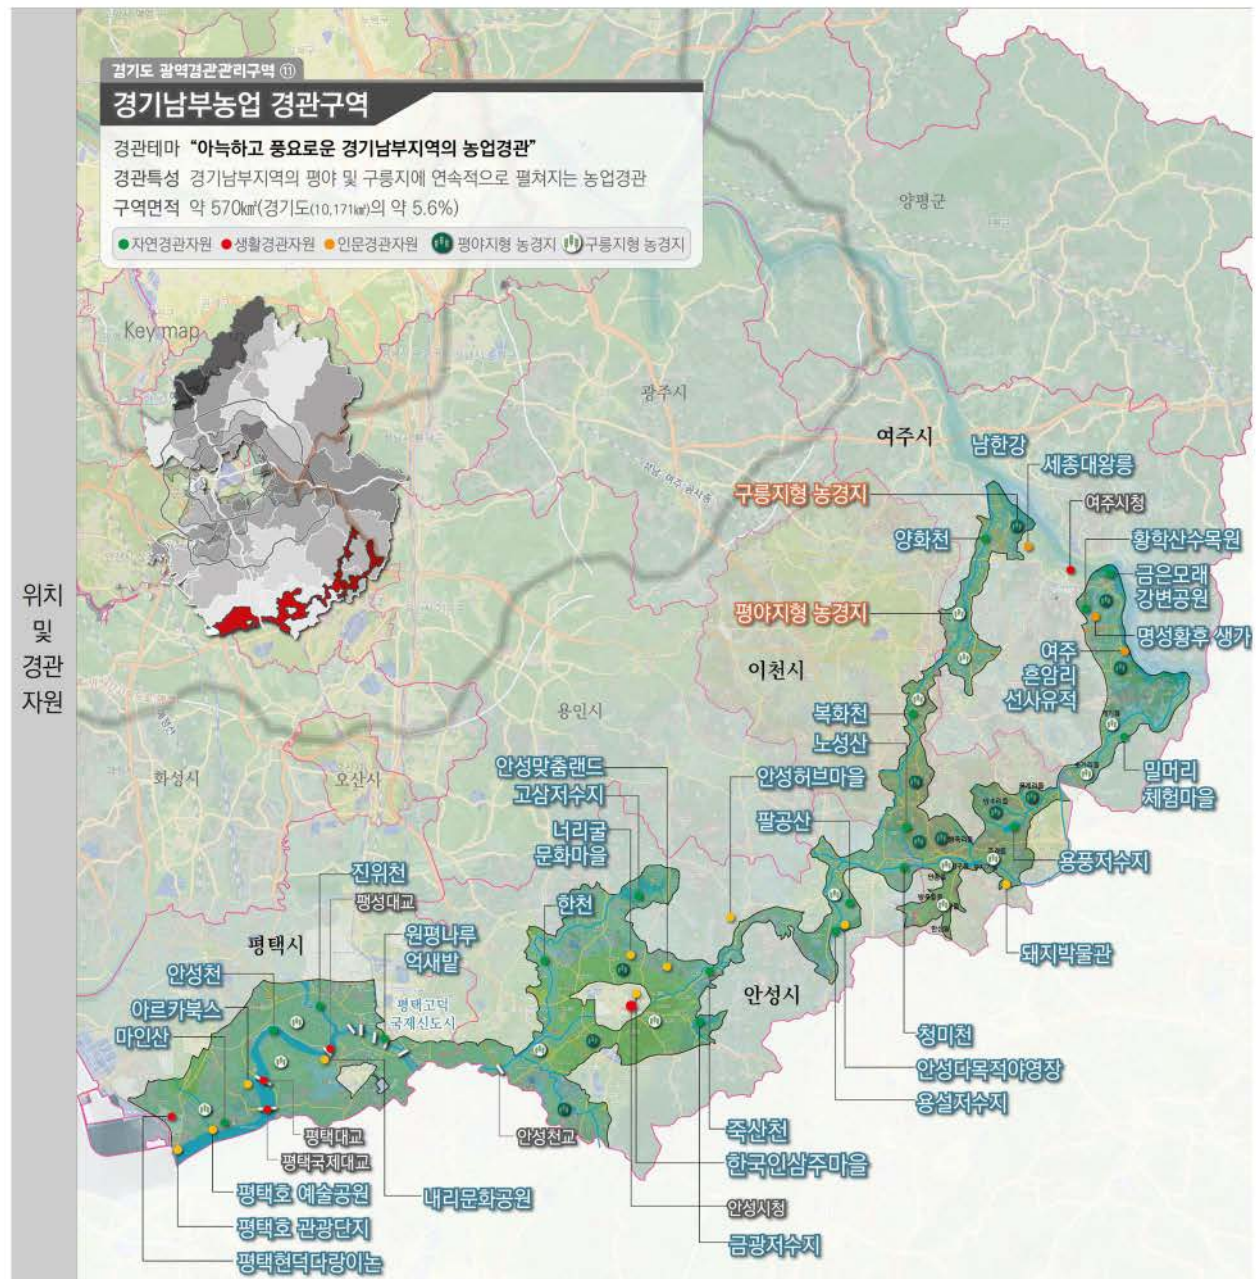 경기도 광역경관관리구역 ⑪
경기남부농업 경관구역
경관테마 “아늑하고 풍요로운 경기남부지역의 농업경관”
경관특성 경기남부지역의 평야 및 구릉지에 연속적으로 펼쳐지는 농업경관
구역면적 약 570㎢(경기도(10,171㎢)의 약 5.6%)
자연경관자원 생활경관자원 인문경관자원 평야지형 농경지 구릉지형 농경지
Key map
위치
및
경관
자원
양평군
광주시
여주시
남한강
세종대왕릉
구릉지형 농경지
여주시청
양화천
황학산수목원
금은모래
강변공원
평야지형 농경지
명성황후 생가
여주
흔암리
선사유적
이천시
용인시
복화천
노성산
화성시
오산시
안성맞춤랜드
고삼저수지
안성허브마을
밀머리
체험마을
팔공산
너리굴
문화마을
용풍저수지
진위천
팽성대교
한천
원평나루
억새밭
평택시
돼지박물관
안성천
안성시
아르카북스
평택고덕
국제신도시
마인산
청미천
안성다목적야영장
용설저수지
죽산천
평택대교
안성천교
평택국제대교
한국인삼주마을
평택호 예술공원
내리문화공원
안성시청
평택호 관광단지
금광저수지
평택현덕다랑이논